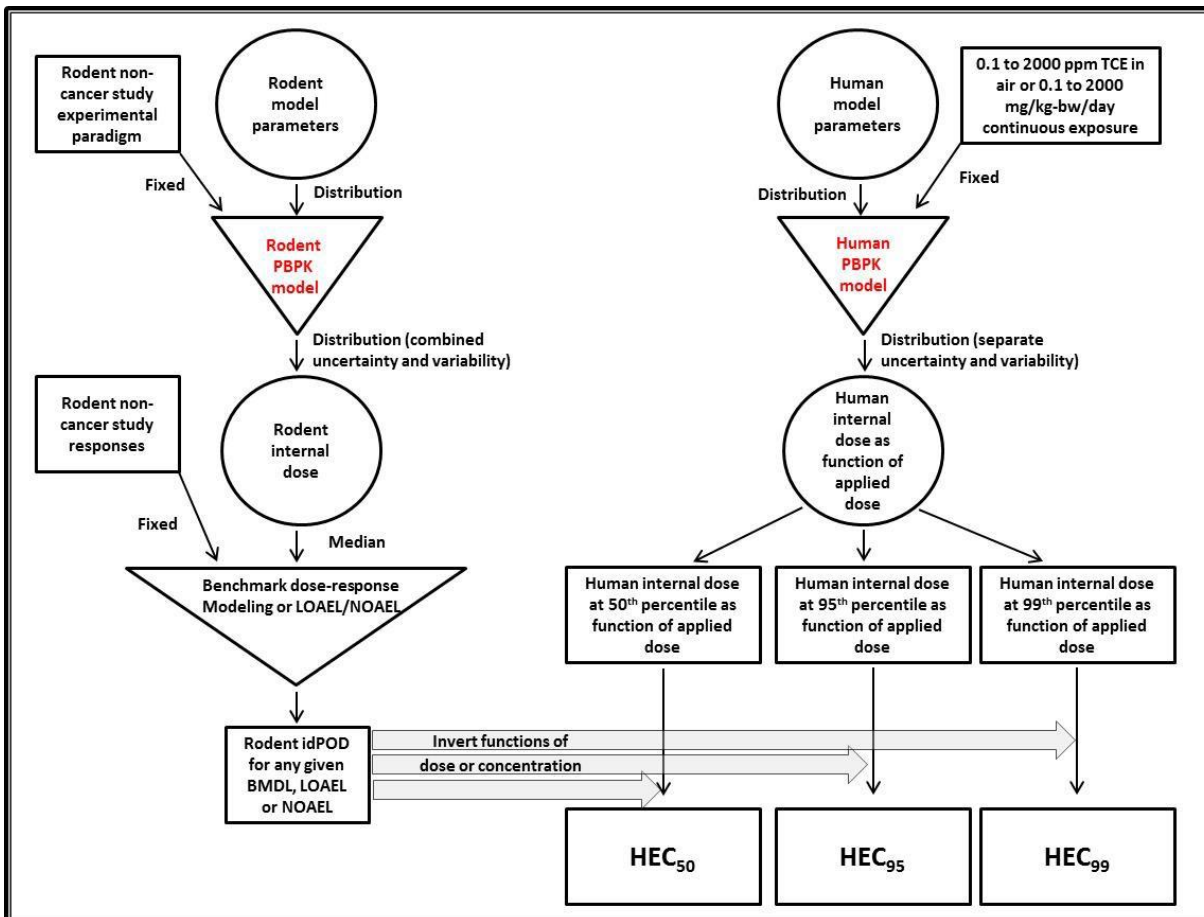 Rodent non-
cancer study
experimental
paradigm
Rodent
model
parameters
Human
model
parameters
0.1 to 2000 ppm TCE in
air or 0.1 to 2000
mg/kg-bw/day
continuous exposure
Fixed
Distribution
Distribution
Fixed
Rodent
PBPK
model
Human
PBPK
model
Distribution (combined
uncertainty and variability)
Distribution (separate
uncertainty and variability)
Rodent non-
cancer study
responses
Rodent
internal
dose
Human
internal
dose as
function of
applied
dose
Fixed
Median
Benchmark dose-response
Modeling or LOAEL/NOAEL
Human internal dose
at 50th percentile as
function of applied
dose
Human internal dose
at 95th percentile as
function of applied
dose
Human internal dose
at 99th percentile as
function of applied
dose
Rodent idPOD
for any given
BMDL, LOAEL
or NOAEL
Invert functions of
dose or concentration
HEC50
HEC95
HEC99